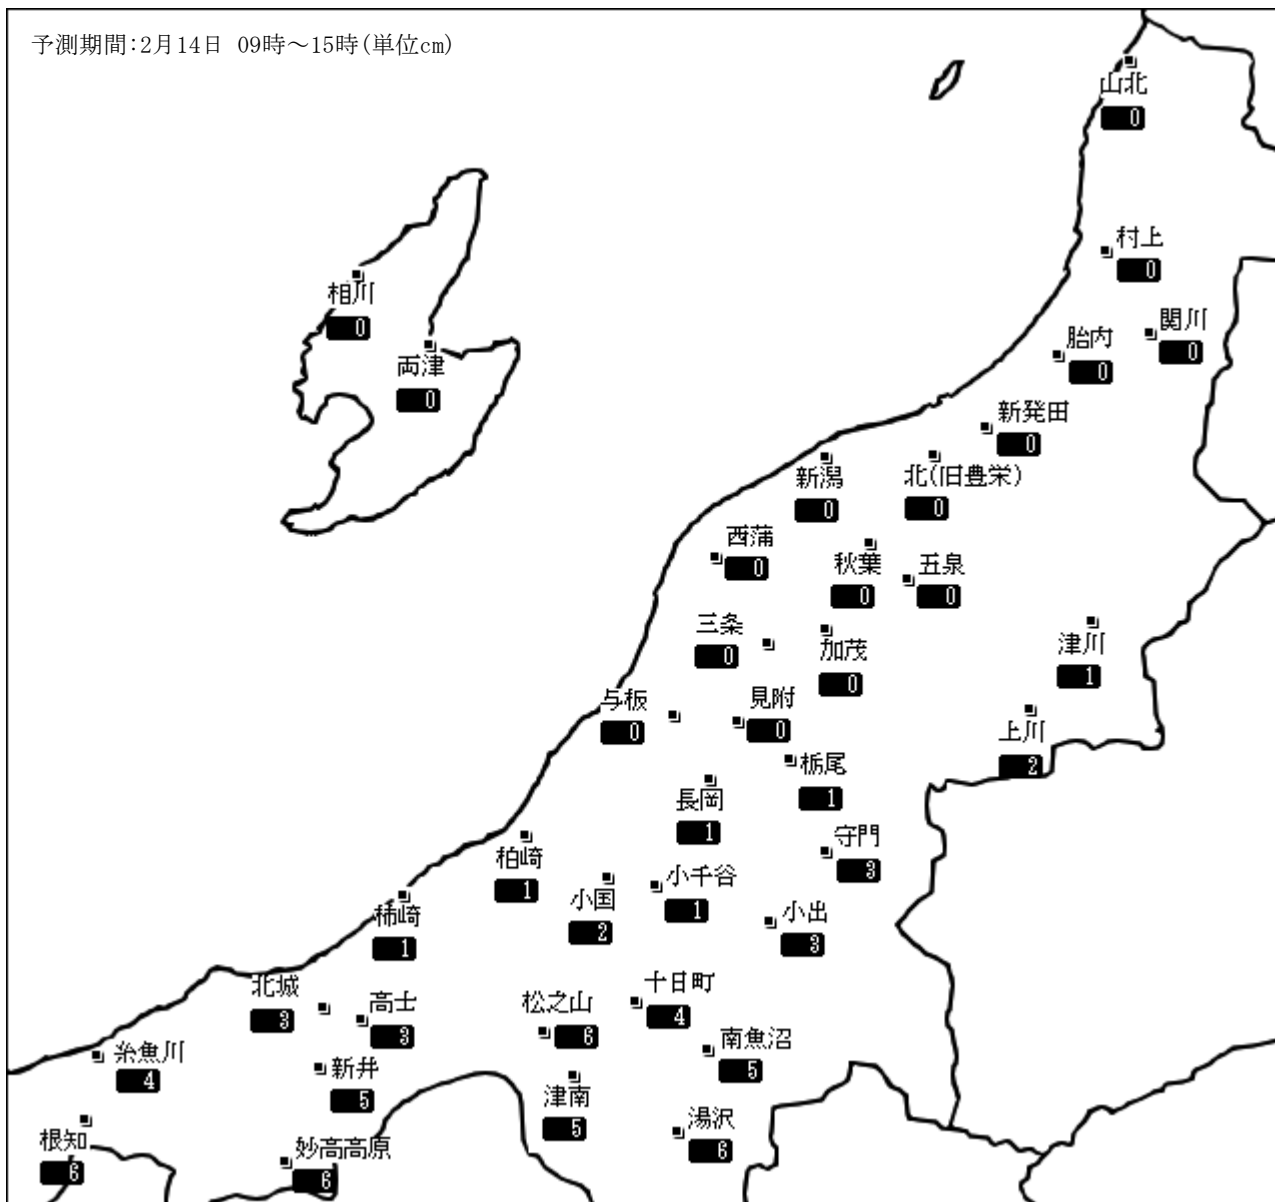 予測期間:2月14日 09時～15時(単位cm)
山北
0
村上
0
関川
0
胎内
0
相川
0
両津
0
新発田
0
新潟
0
北(旧豊栄)
0
西蒲
0
秋葉
0
五泉
0
三条
0
加茂
0
津川
1
与板
0
見附
0
上川
2
栃尾
1
長岡
1
守門
3
柏崎
1
小国
2
小千谷
1
小出
3
柿崎
1
北城
3
高士
3
松之山
6
十日町
4
南魚沼
5
糸魚川
4
新井
5
津南
5
湯沢
6
根知
6
妙高高原
6